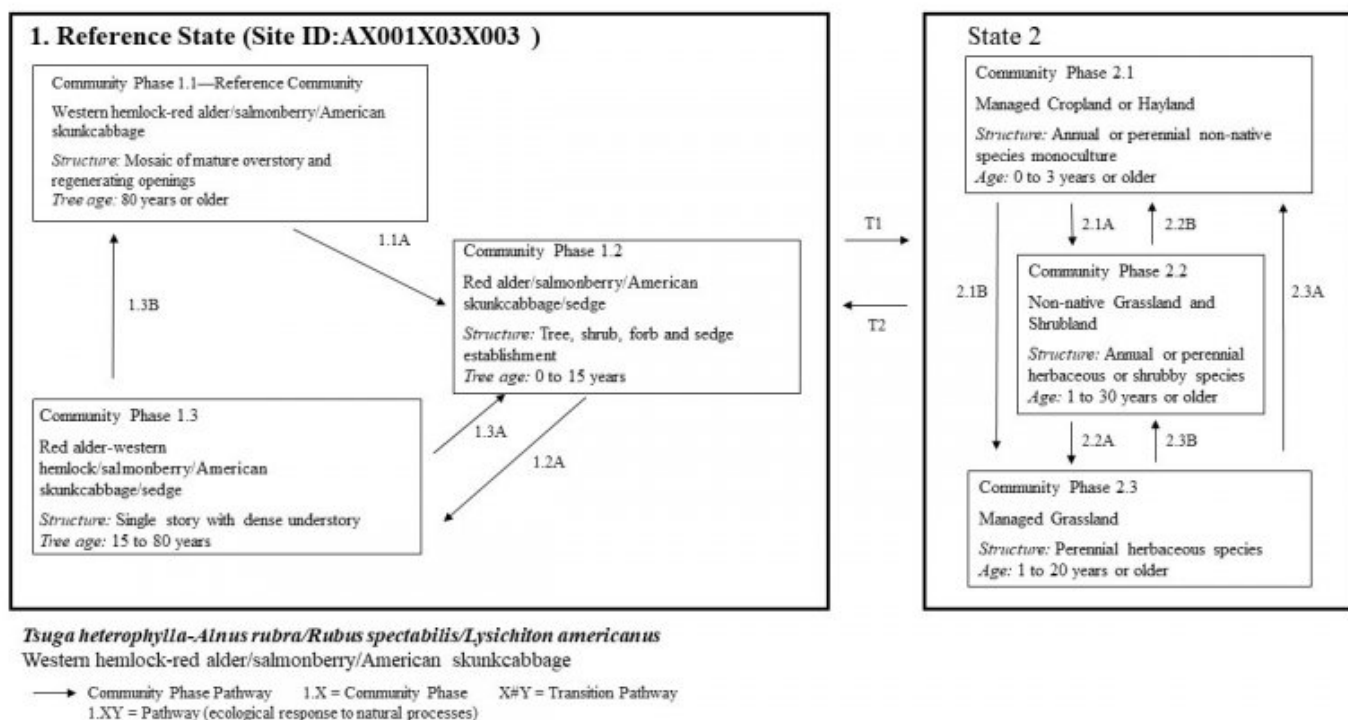 1. Reference State (Site ID:AX001X03X003 )
Community Phase 1.1—Reference Community
Western hemlock-red alder/salmonberry/American
skunkcabbage
Structure: Mosaic of mature overstory and
regenerating openings
Tree age: 80 years or older
1.1A
1.3B
Community Phase 1.2
Red alder/salmonberry/American
skunkcabbage/sedge
Structure: Tree, shrub, forb and sedge
establishment
Tree age: 0 to 15 years
Community Phase 1.3
Red alder-western
hemlock/salmonberry/American
skunkcabbage/sedge
Structure: Single story with dense understory
Tree age: 15 to 80 years
1.3A
1.2A
T1
T2
State 2
Community Phase 2.1
Managed Cropland or Hayland
Structure: Annual or perennial non-native
species monoculture
Age: 0 to 3 years or older
2.1A
2.2B
2.1B
2.3A
Community Phase 2.2
Non-native Grassland and
Shrubland
Structure: Annual or perennial
herbaceous or shrubby species
Age: 1 to 30 years or older
2.2A
2.3B
Community Phase 2.3
Managed Grassland
Structure: Perennial herbaceous species
Age: 1 to 20 years or older
Tsuga heterophylla-Alnus rubra/Rubus spectabilis/Lysichiton americanus
Western hemlock-red alder/salmonberry/American skunkcabbage
Community Phase Pathway 1.X = Community Phase X#Y = Transition Pathway
1.XY = Pathway (ecological response to natural processes)